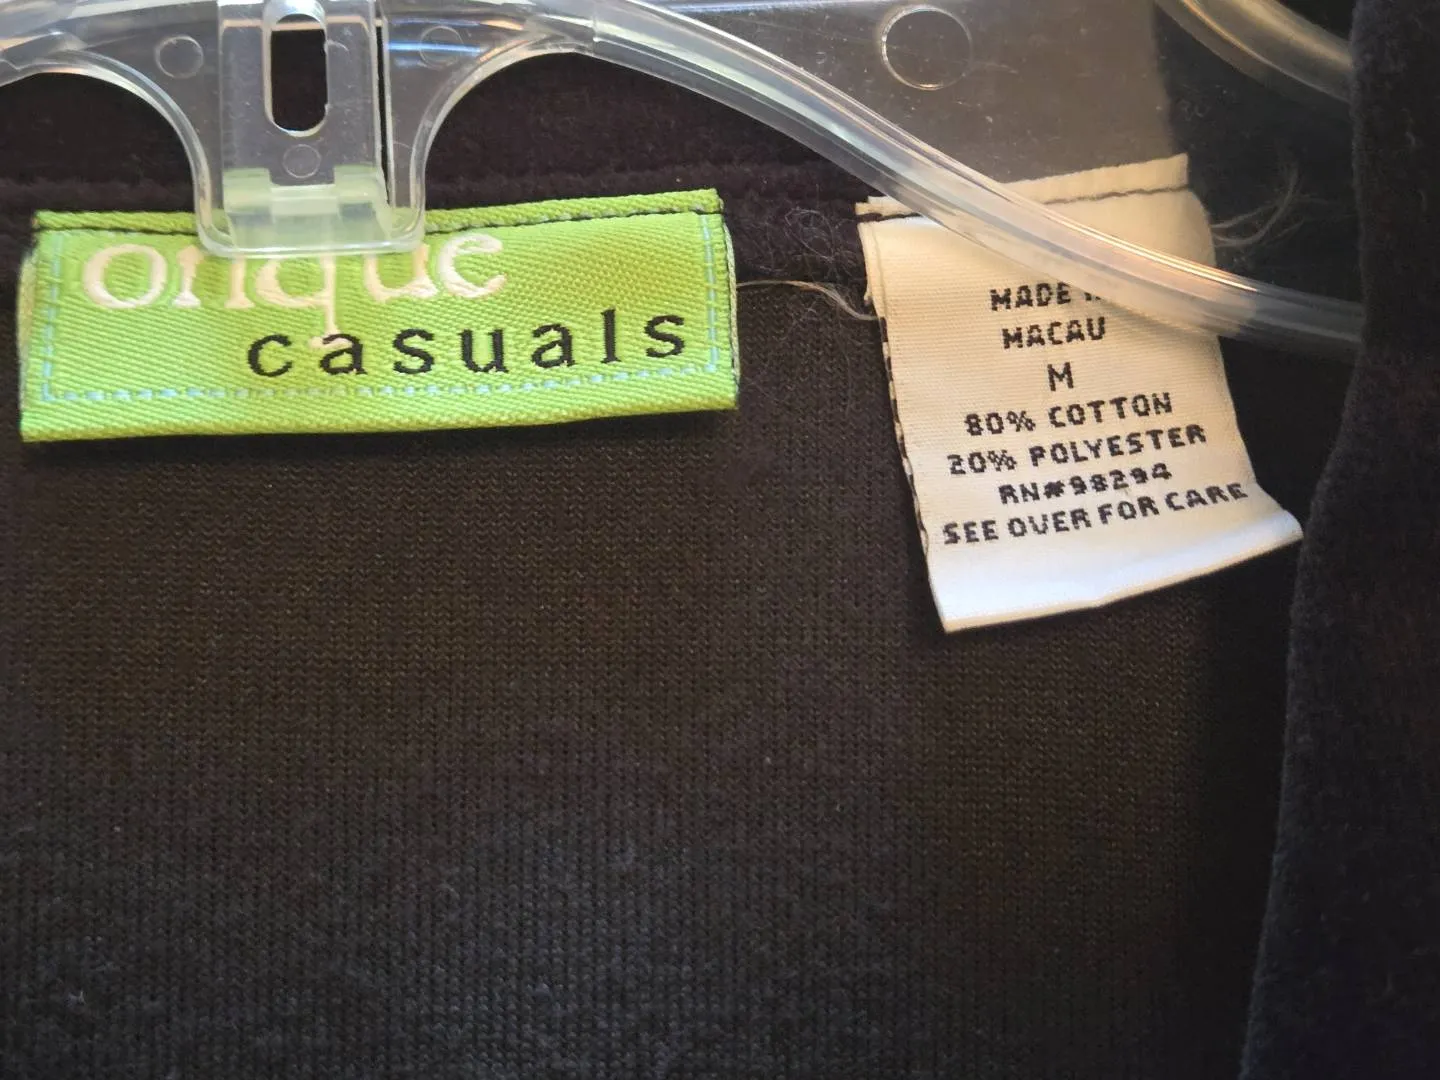 onque
casuals
MADE
MACAU
M
80% COTTON
20% POLYESTER
RN#98294
SEE OVER FOR CARE